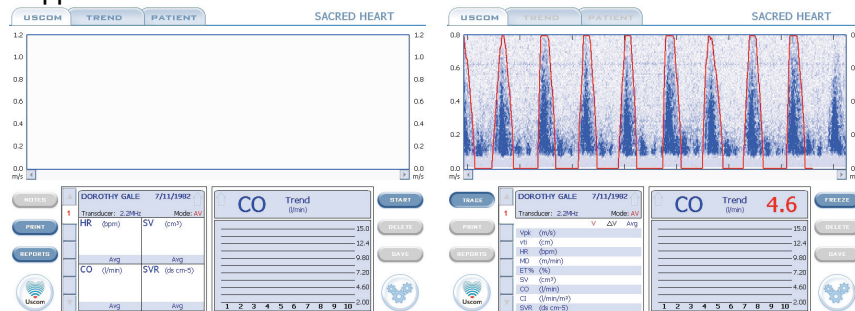 USCOM TREND PATIENT SACRED HEART
1.2 1.2
1.0 1.0
0.8 0.8
0.6 0.6
0.4 0.4
0.2 0.2
0.0 0.0
m/s m/s
NOTES
PRINT
REPORTS
Uscom
1
DOROTHY GALE 7/11/1982
Transducer: 2.2MHz Mode: AV
HR (bpm) SV (cm³)
Avg Avg
CO (l/min) SVR (ds cm-5)
Avg Avg
CO Trend
(l/min)
15.0
12.4
9.80
7.20
4.60
2.00
1 2 3 4 5 6 7 8 9 10
START
DELETE
SAVE
USCOM TREND PATIENT SACRED HEART
0.8
0.6
0.4
0.2
0.0
m/s
TRACE
PRINT
REPORTS
Uscom
1
DOROTHY GALE 7/11/1982
Transducer: 2.2MHz Mode: AV
V ΔV Avg
Vpk (m/s)
vti (cm)
HR (bpm)
MD (m/min)
ET% (%)
SV (cm³)
CO (l/min)
CI (l/min/m²)
SVR (ds cm-5)
CO Trend 4.6
(l/min)
15.0
12.4
9.80
7.20
4.60
2.00
1 2 3 4 5 6 7 8 9 10
FREEZE
DELETE
SAVE